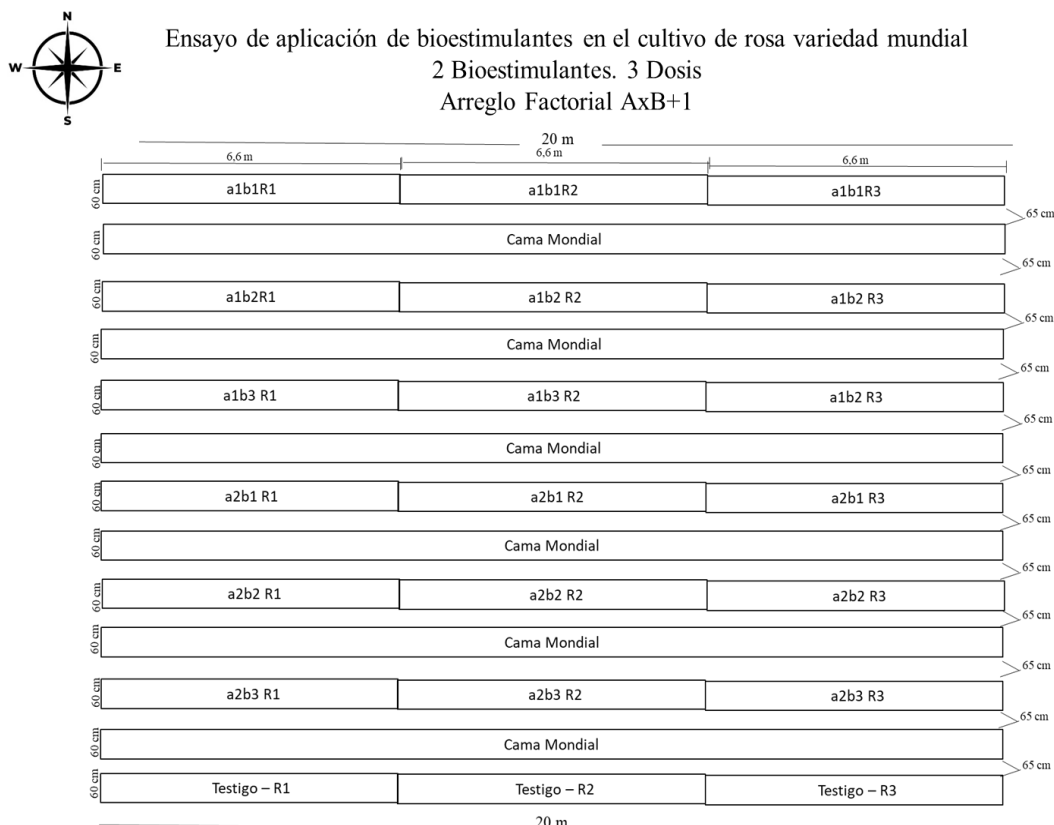 N
W E
S
Ensayo de aplicación de bioestimulantes en el cultivo de rosa variedad mundial
2 Bioestimulantes. 3 Dosis
Arreglo Factorial AxB+1
20 m
6,6 m 6,6 m 6,6 m
60 cm a1b1R1 a1b1R2 a1b1R3
65 cm
60 cm Cama Mondial
65 cm
60 cm a1b2R1 a1b2 R2 a1b2 R3
65 cm
60 cm Cama Mondial
65 cm
60 cm a1b3 R1 a1b3 R2 a1b2 R3
65 cm
60 cm Cama Mondial
65 cm
60 cm a2b1 R1 a2b1 R2 a2b1 R3
65 cm
60 cm Cama Mondial
65 cm
60 cm a2b2 R1 a2b2 R2 a2b2 R3
65 cm
60 cm Cama Mondial
65 cm
60 cm a2b3 R1 a2b3 R2 a2b3 R3
65 cm
60 cm Cama Mondial
65 cm
60 cm Testigo – R1 Testigo – R2 Testigo – R3
20 m